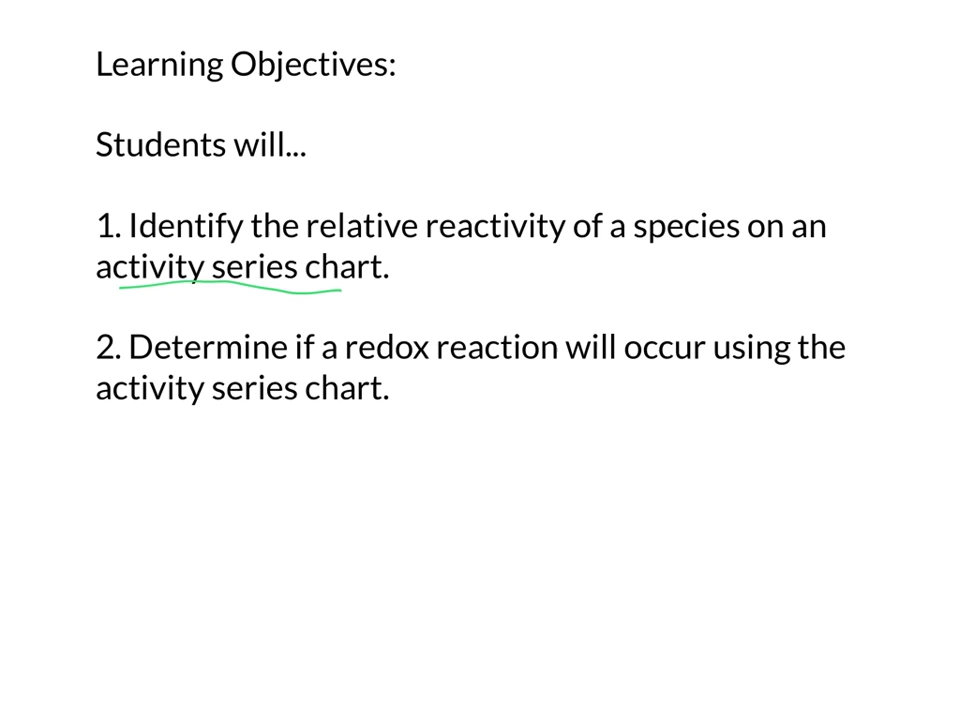 Learning Objectives:
Students will...
1. Identify the relative reactivity of a species on an
activity series chart.
2. Determine if a redox reaction will occur using the
activity series chart.